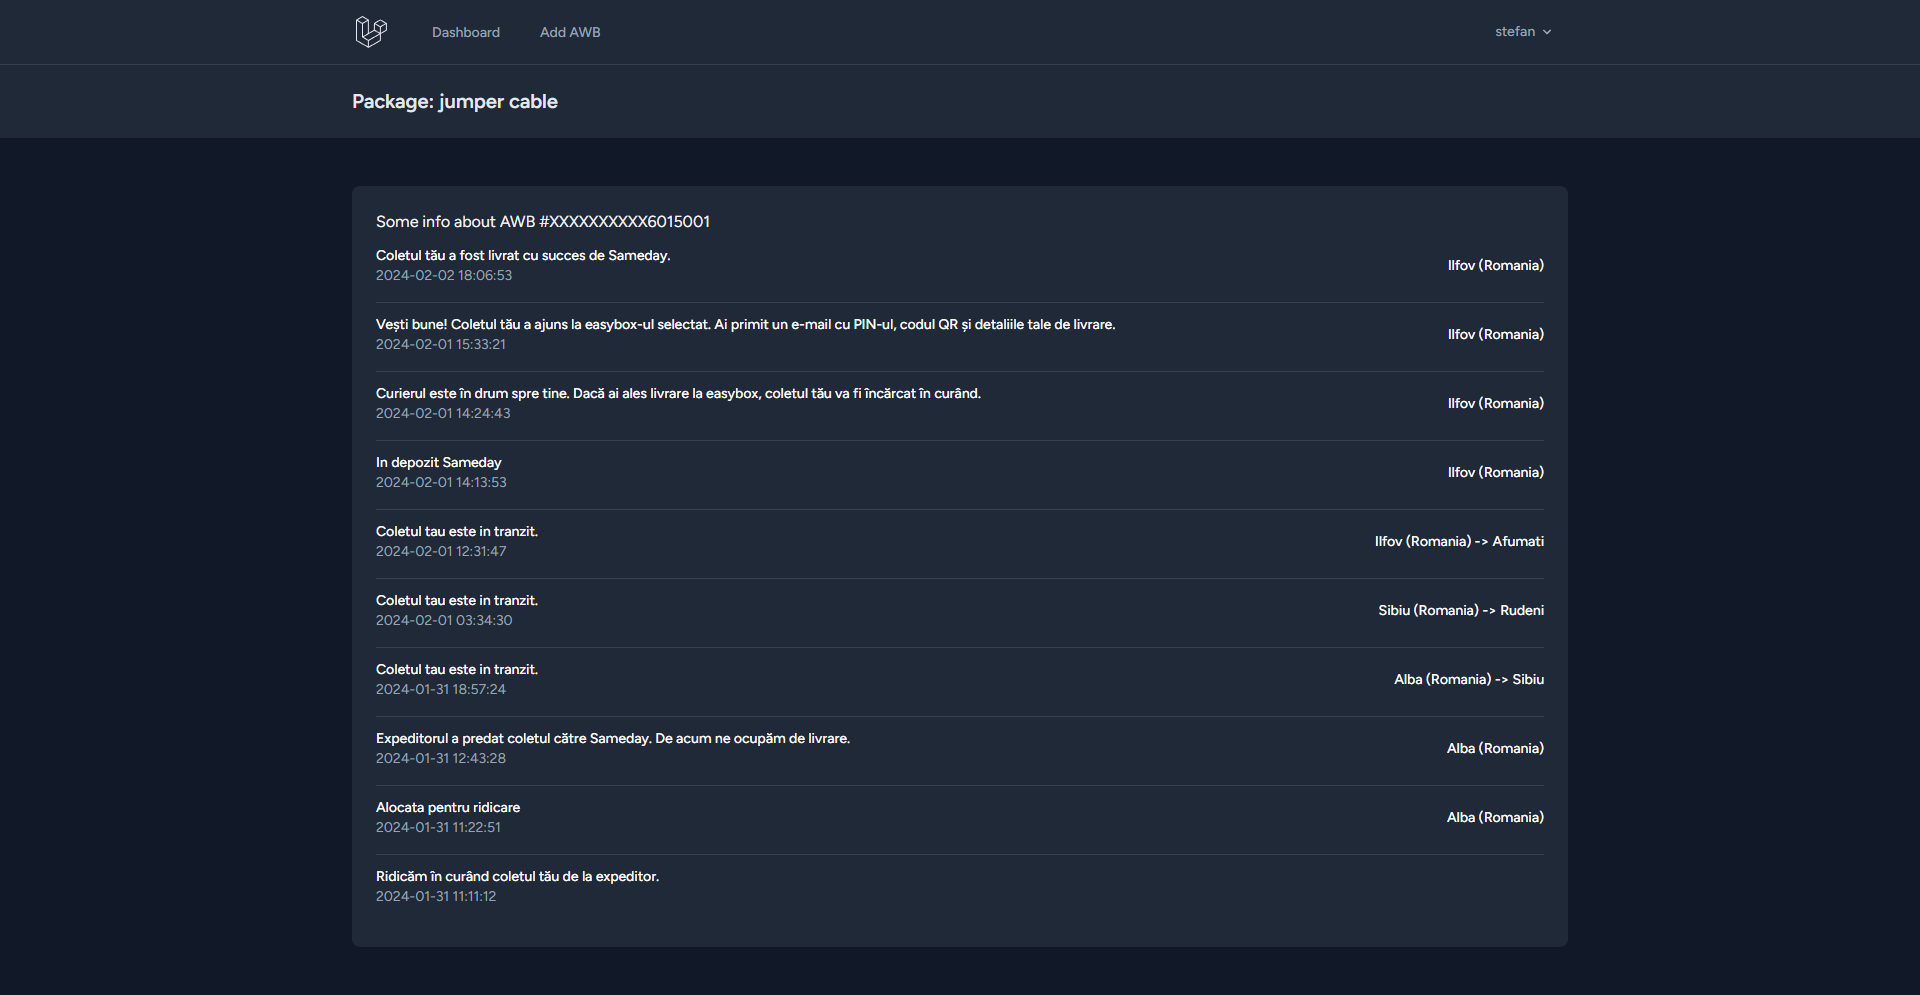 Dashboard
Add AWB
stefan
Package: jumper cable
Some info about AWB #XXXXXXXXXX6015001
Coletul tău a fost livrat cu succes de Sameday.
2024-02-02 18:06:53
Ilfov (Romania)
Vești bune! Coletul tău a ajuns la easybox-ul selectat. Ai primit un e-mail cu PIN-ul, codul QR și detaliile tale de livrare.
2024-02-01 15:33:21
Ilfov (Romania)
Curierul este în drum spre tine. Dacă ai ales livrare la easybox, coletul tău va fi încărcat în curând.
2024-02-01 14:24:43
Ilfov (Romania)
In depozit Sameday
2024-02-01 14:13:53
Ilfov (Romania)
Coletul tau este in tranzit.
2024-02-01 12:31:47
Ilfov (Romania) -> Afumati
Coletul tau este in tranzit.
2024-02-01 03:34:30
Sibiu (Romania) -> Rudeni
Coletul tau este in tranzit.
2024-01-31 18:57:24
Alba (Romania) -> Sibiu
Expeditorul a predat coletul către Sameday. De acum ne ocupăm de livrare.
2024-01-31 12:43:28
Alba (Romania)
Alocata pentru ridicare
2024-01-31 11:22:51
Alba (Romania)
Ridicăm în curând coletul tău de la expeditor.
2024-01-31 11:11:12